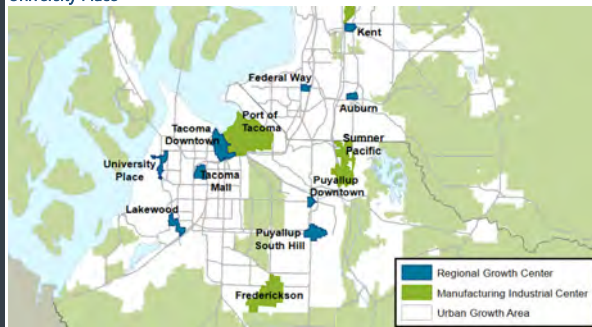 University Place
Kent
Federal Way
Auburn
Port of
Tacoma
Tacoma
Downtown
Sumner
Pacific
University
Place
Tacoma
Mall
Puyallup
Downtown
Lakewood
Puyallup
South Hill
Frederickson
Regional Growth Center
Manufacturing Industrial Center
Urban Growth Area